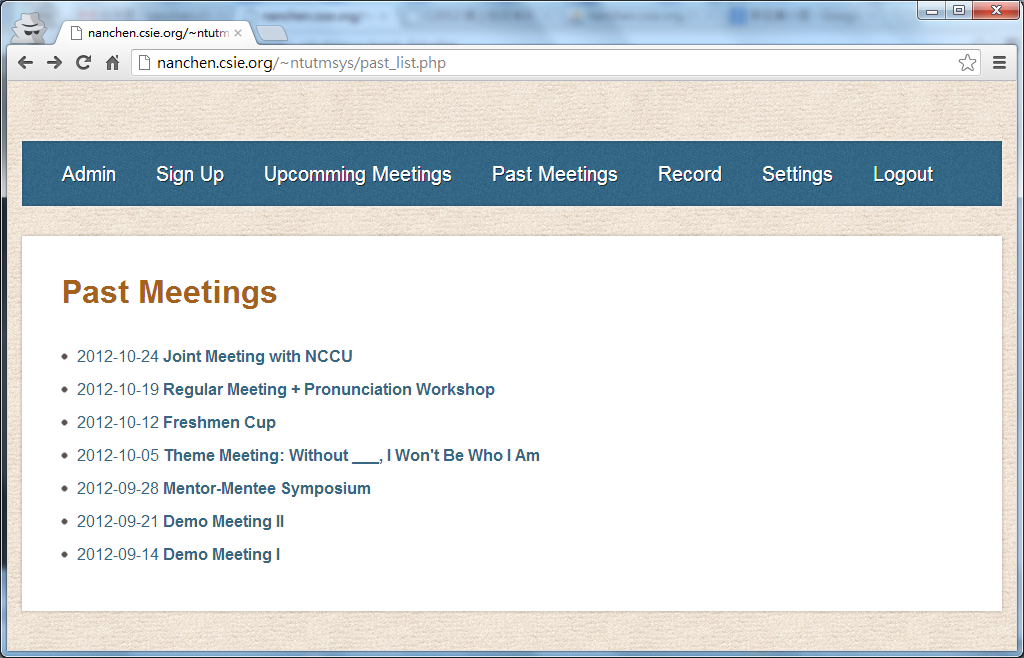 nanchen.csie.org/~ntutm
nanchen.csie.org/~ntutmsys/past_list.php
Admin Sign Up Upcomming Meetings Past Meetings Record Settings Logout
Past Meetings
2012-10-24 Joint Meeting with NCCU
2012-10-19 Regular Meeting + Pronunciation Workshop
2012-10-12 Freshmen Cup
2012-10-05 Theme Meeting: Without ___, I Won't Be Who I Am
2012-09-28 Mentor-Mentee Symposium
2012-09-21 Demo Meeting II
2012-09-14 Demo Meeting I